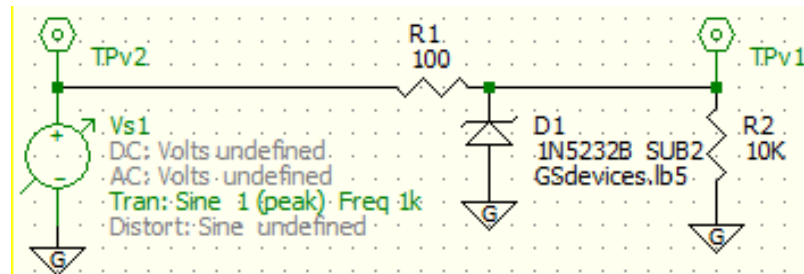 TPv2
R1
100
TPv1
Vs1
DC: Volts undefined
AC: Volts undefined
Tran: Sine 1 (peak) Freq 1k
Distort: Sine undefined
D1
1N5232B SUB2
GSdevices.lb5
R2
10K
G
G
G